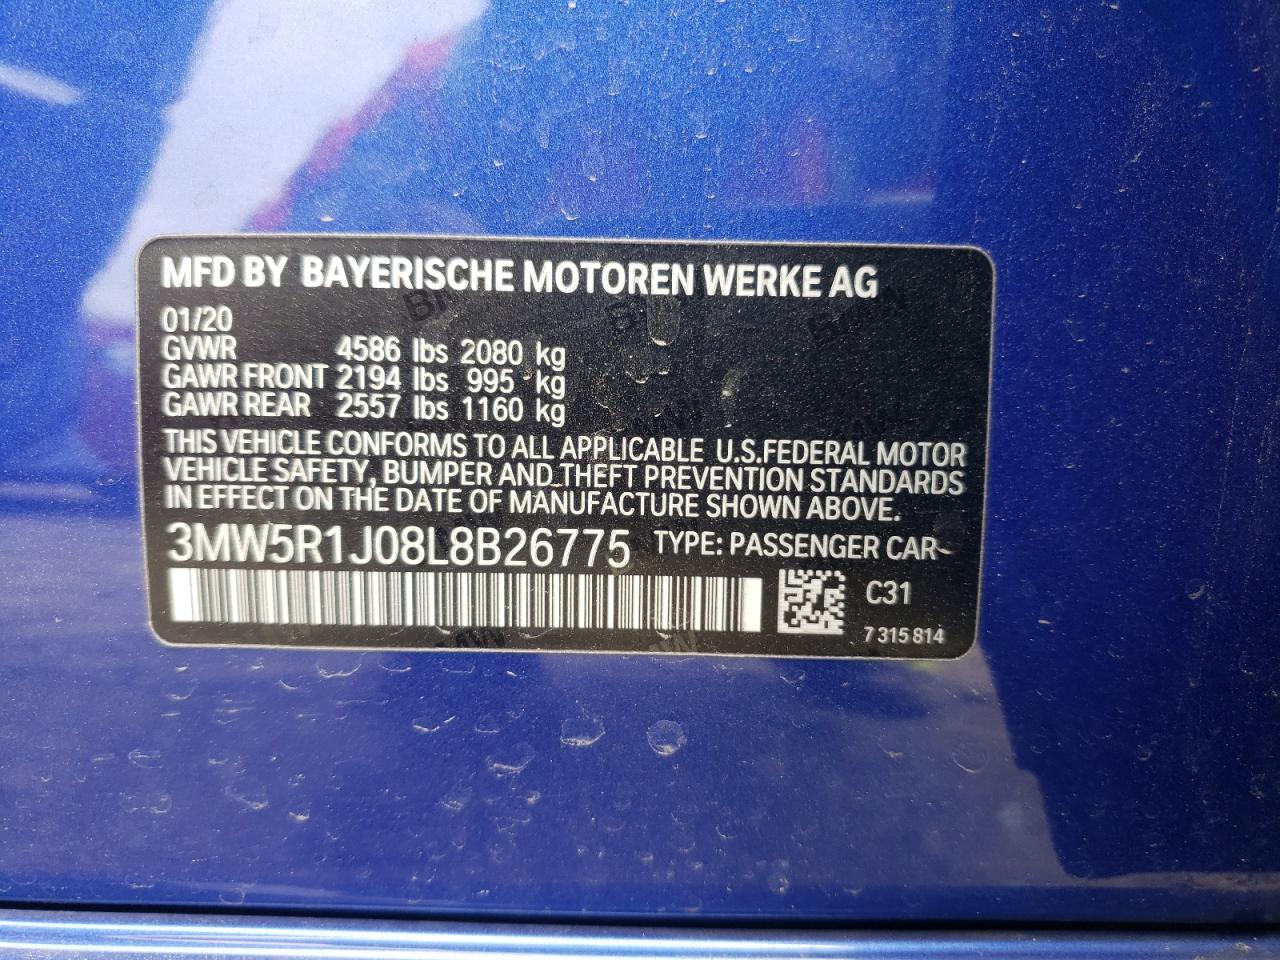 MFD BY BAYERISCHE MOTOREN WERKE AG
01/20
GVWR 4586 lbs 2080 kg
GAWR FRONT 2194 lbs 995 kg
GAWR REAR 2557 lbs 1160 kg
THIS VEHICLE CONFORMS TO ALL APPLICABLE U.S.FEDERAL MOTOR
VEHICLE SAFETY, BUMPER AND THEFT PREVENTION STANDARDS
IN EFFECT ON THE DATE OF MANUFACTURE SHOWN ABOVE.
3MW5R1J08L8B26775 TYPE: PASSENGER CAR
C31
7 315 814